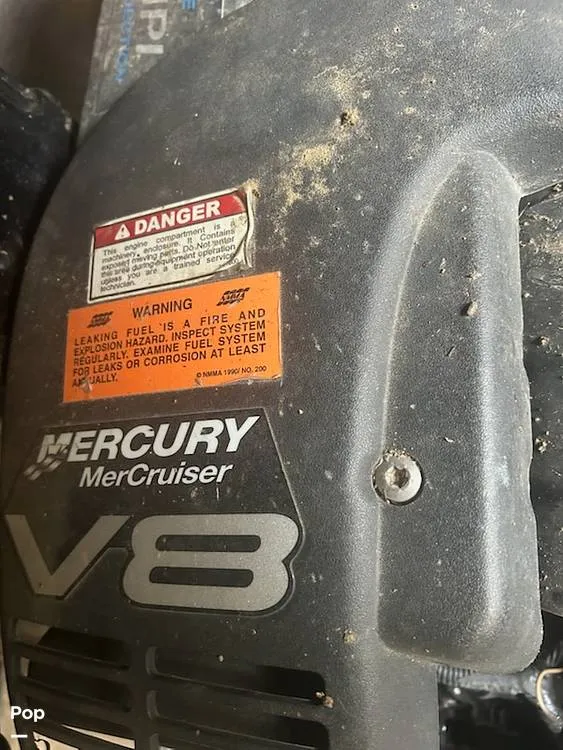 DANGER
This engine compartment is a
machinery enclosure. It Contains
exposed moving parts. Do Not enter
this area during equipment operation
unless you are a trained service
technician.
WARNING
LEAKING FUEL IS A FIRE AND
EXPLOSION HAZARD. INSPECT SYSTEM
REGULARLY. EXAMINE FUEL SYSTEM
FOR LEAKS OR CORROSION AT LEAST
ANNUALLY.
© NMMA 1990/ NO. 200
MERCURY
MerCruiser
V8
Pop